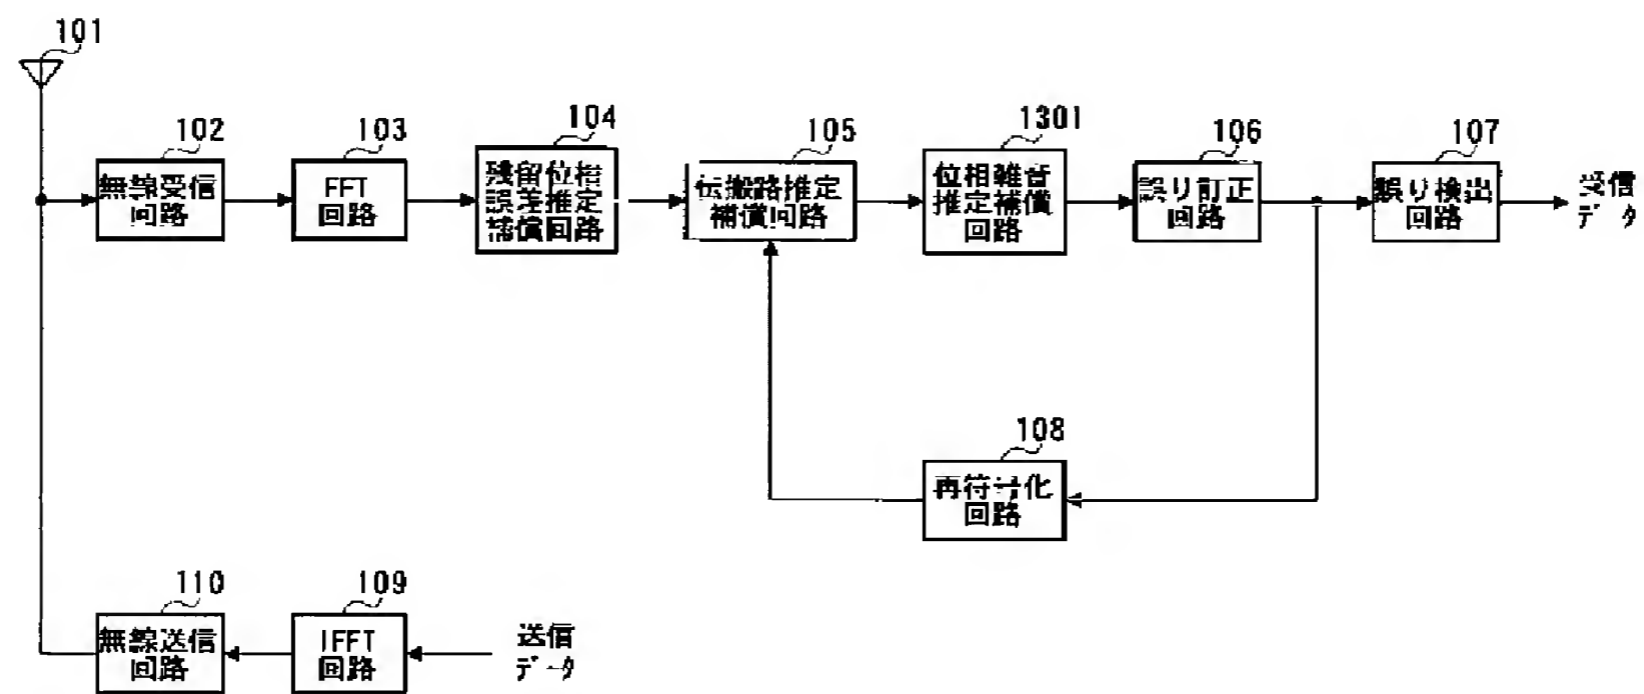 101
102
無線受信
回路
103
FFT
回路
104
残留位相
誤差推定
補償回路
105
伝搬路推定
補償回路
1301
位相雑音
推定補償
回路
106
誤り訂正
回路
107
誤り検出
回路
受信
データ
108
再符号化
回路
110
無線送信
回路
109
IFFT
回路
送信
データ